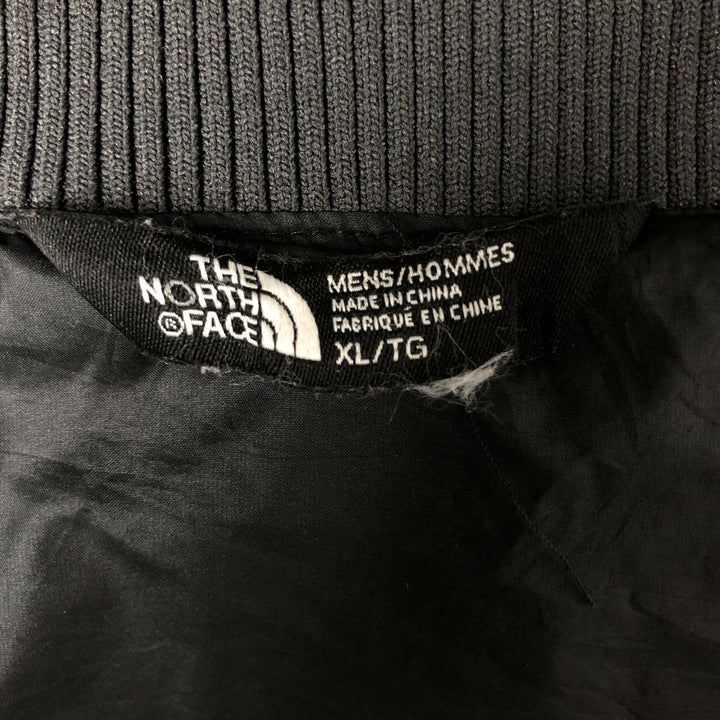 THE
NORTH
®FACE
MENS/HOMMES
MADE IN CHINA
FABRIQUÉ EN CHINE
XL/TG